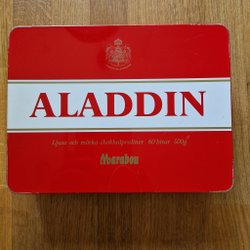 ALADDIN
Ljusa och mörka chokladpraliner 60 bitar 500g
Marabou